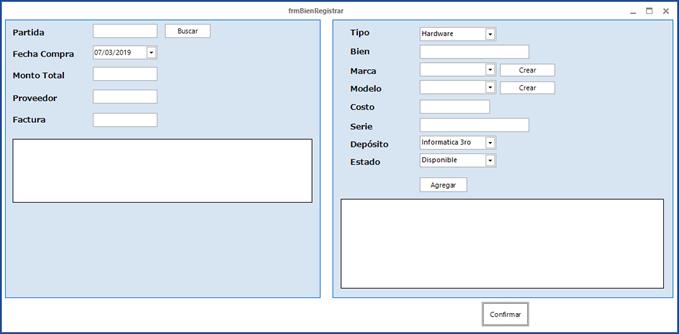 frmBienRegistrar
Partida
Buscar
Fecha Compra
07/03/2019
Monto Total
Proveedor
Factura
Tipo
Hardware
Bien
Marca
Crear
Modelo
Crear
Costo
Serie
Depósito
Informatica 3ro
Estado
Disponible
Agregar
Confirmar